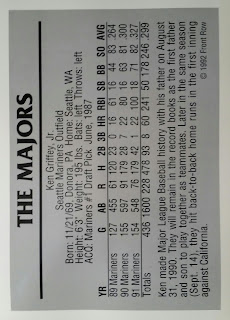 THE MAJORS
Ken Griffey, Jr.
Seattle Mariners Outfield
Born: 11/21/69, Donora, PA Home: Seattle, WA
Height: 6'3" Weight: 195 lbs. Bats: left Throws: left
ACQ: Mariners #1 Draft Pick, June, 1987
YR G AB R H 2B 3B HR RBI SB BB SO AVG
89 Mariners 127 455 61 120 23 0 16 61 16 44 83 .264
90 Mariners 155 597 91 179 28 7 22 80 16 63 81 .300
91 Mariners 154 548 76 179 42 1 22 100 18 71 82 .327
Totals 436 1600 228 478 93 8 60 241 50 178 246 .299
Ken made Major League Baseball history with his father on August
31, 1990. They will remain in the record books as the first father
and son to play together as teammates. Later in the same season
(Sept. 14), they hit back-to-back home runs in the first inning
against California.
© 1992 Front Row